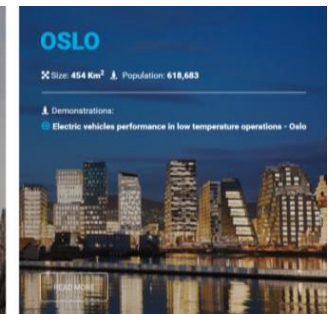 OSLO
Size: 454 Km² Population: 618,683
Demonstrations:
Electric vehicles performance in low temperature operations - Oslo
READ MORE